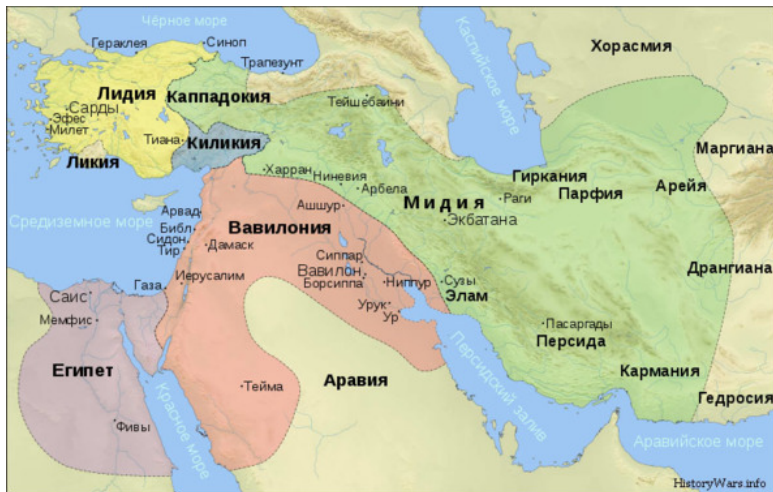 Чёрное море
Гераклея
Синоп
Трапезунт
Каспийское море
Хорасмия
Лидия
Сарды
Эфес
Милет
Каппадокия
Тейшебаини
Тиана
Киликия
Ликия
Маргиана
Харран
Ниневия
Арбела
Гиркания
Парфия
Арейя
Мидия
Раги
Экбатана
Средиземное море
Арвад
Библ
Сидон
Тир
Ашшур
Вавилония
Дамаск
Сиппар
Вавилон
Борсиппа
Ниппур
Сузы
Элам
Дрангиана
Газа
Иерусалим
Саис
Мемфис
Урук
Ур
Пасаргады
Персида
Египет
Тейма
Аравия
Персидский залив
Кармания
Гедросия
Фивы
Красное море
Аравийское море
HistoryWars.info